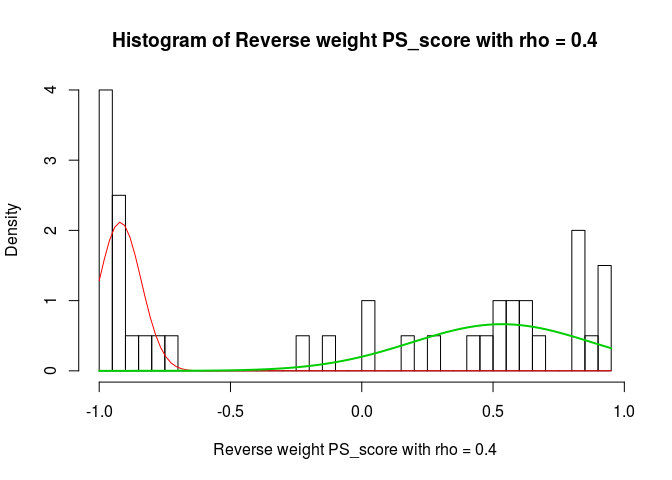 Histogram of Reverse weight PS_score with rho = 0.4
Density
4
3
2
1
0
-1.0 -0.5 0.0 0.5 1.0
Reverse weight PS_score with rho = 0.4